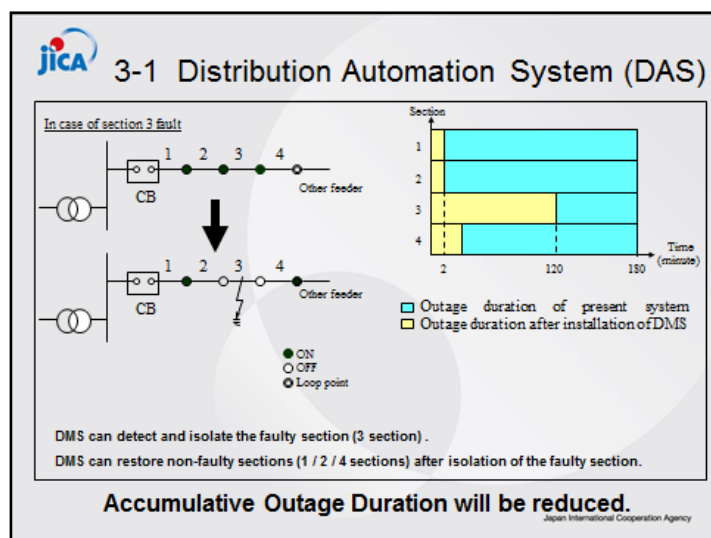 jICA
3-1 Distribution Automation System (DAS)
In case of section 3 fault
1 2 3 4
CB
Other feeder
1 2 3 4
CB
Other feeder
ON
OFF
Loop point
Section
1
2
3
4
2 120 180
Time
(minute)
Outage duration of present system
Outage duration after installation of DMS
DMS can detect and isolate the faulty section (3 section) .
DMS can restore non-faulty sections (1 / 2 / 4 sections) after isolation of the faulty section.
Accumulative Outage Duration will be reduced.
Japan International Cooperation Agency